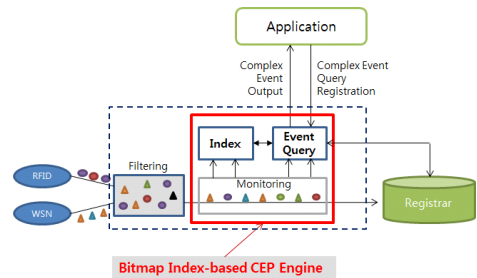 Application
Complex
Event
Output
Complex Event
Query
Registration
Index
Event
Query
Filtering
Monitoring
RFID
WSN
Registrar
Bitmap Index-based CEP Engine